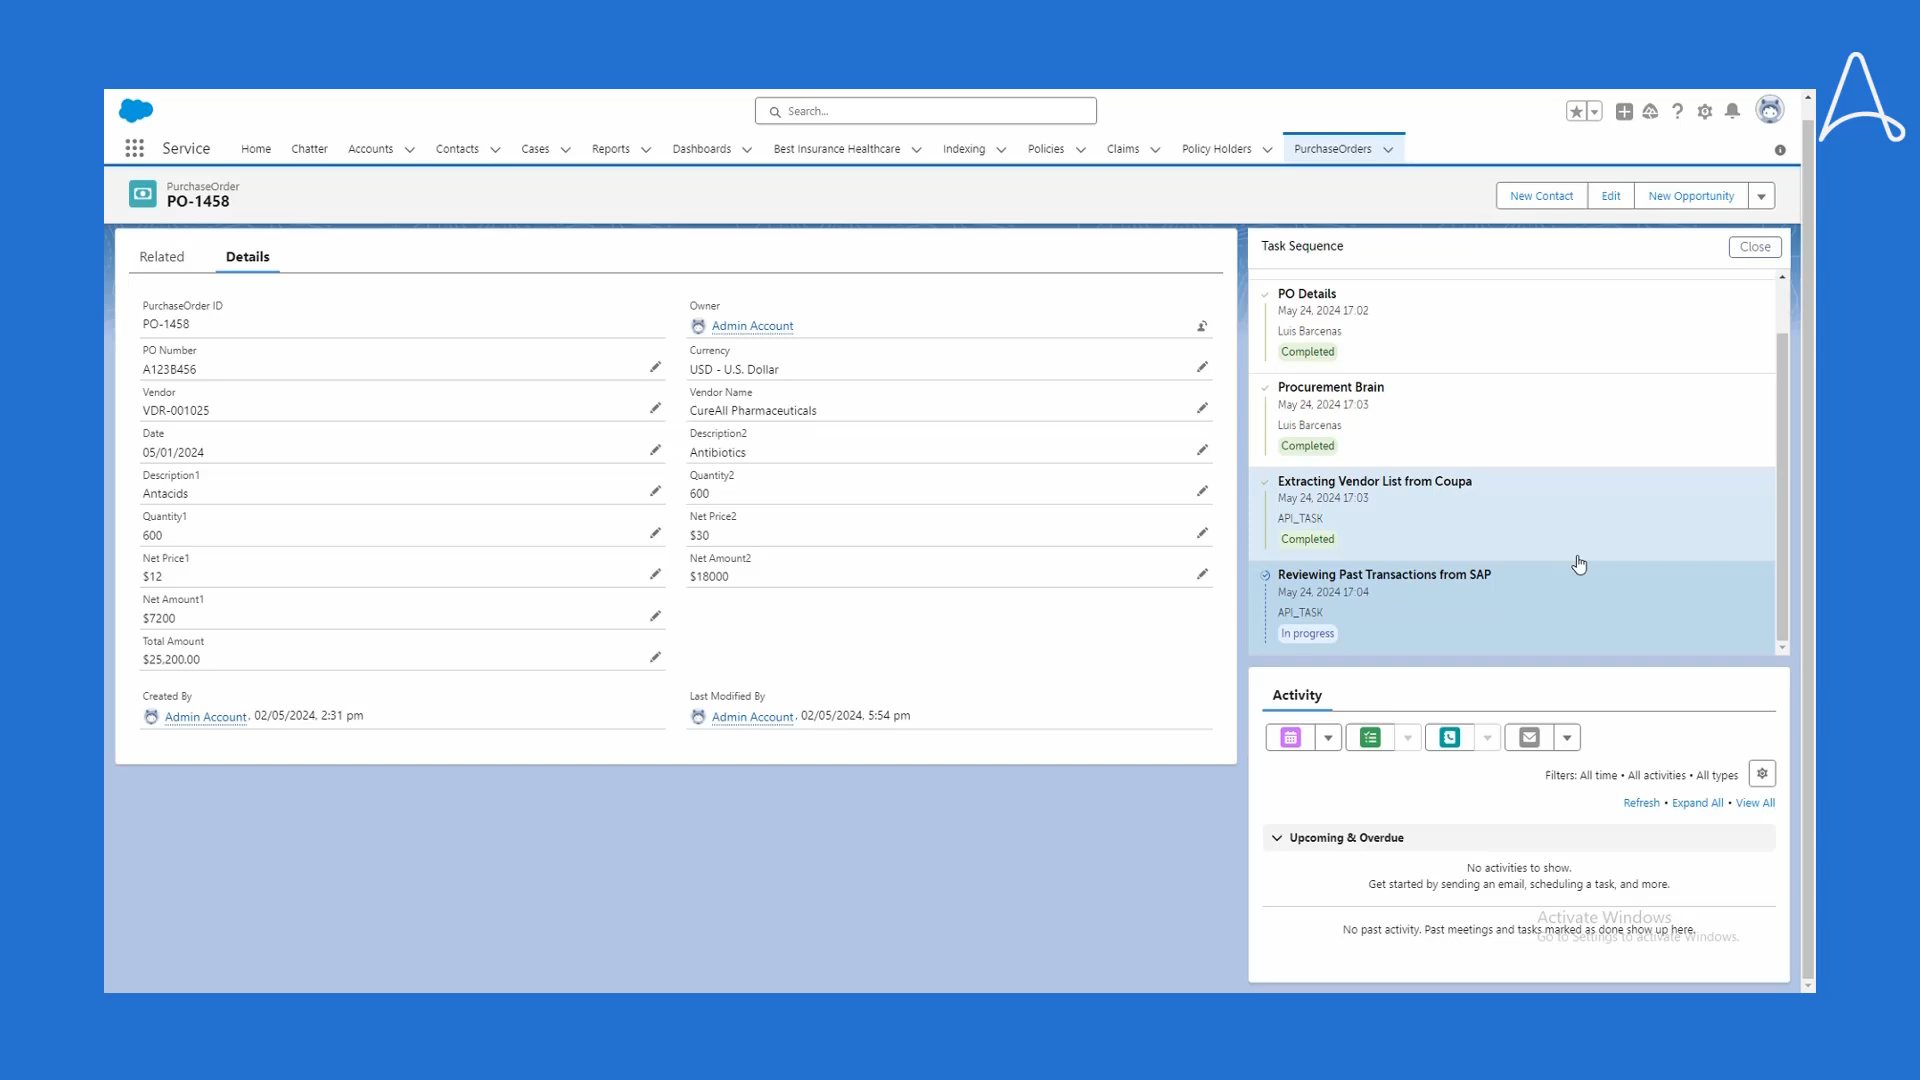 Search...
Service
Home
Chatter
Accounts
Contacts
Cases
Reports
Dashboards
Best Insurance Healthcare
Indexing
Policies
Claims
Policy Holders
PurchaseOrders
PurchaseOrder
PO-1458
New Contact
Edit
New Opportunity
Related
Details
PurchaseOrder ID
PO-1458
Owner
Admin Account
PO Number
A123B456
Currency
USD - U.S. Dollar
Vendor
VDR-001025
Vendor Name
CureAll Pharmaceuticals
Date
05/01/2024
Description2
Antibiotics
Description1
Antacids
Quantity2
600
Quantity1
600
Net Price2
$30
Net Price1
$12
Net Amount2
$18000
Net Amount1
$7200
Total Amount
$25,200.00
Created By
Admin Account, 02/05/2024, 2:31 pm
Last Modified By
Admin Account, 02/05/2024, 5:54 pm
Task Sequence
Close
PO Details
May 24, 2024 17:02
Luis Barcenas
Completed
Procurement Brain
May 24, 2024 17:03
Luis Barcenas
Completed
Extracting Vendor List from Coupa
May 24, 2024 17:03
API_TASK
Completed
Reviewing Past Transactions from SAP
May 24, 2024 17:04
API_TASK
In progress
Activity
Filters: All time • All activities • All types
Refresh • Expand All • View All
Upcoming & Overdue
No activities to show.
Get started by sending an email, scheduling a task, and more.
Activate Windows
No past activity. Past meetings and tasks marked as done show up here.
Go to Settings to activate Windows.